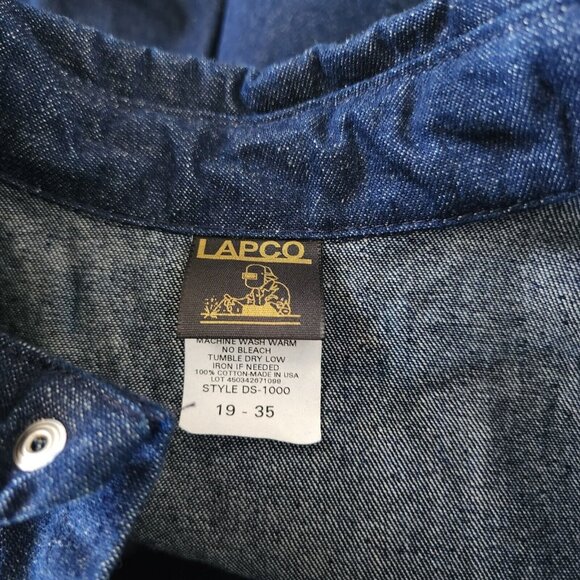 LAPCO
MACHINE WASH WARM
NO BLEACH
TUMBLE DRY LOW
IRON IF NEEDED
100% COTTON-MADE IN USA
LOT 450342871098
STYLE DS-1000
19 - 35